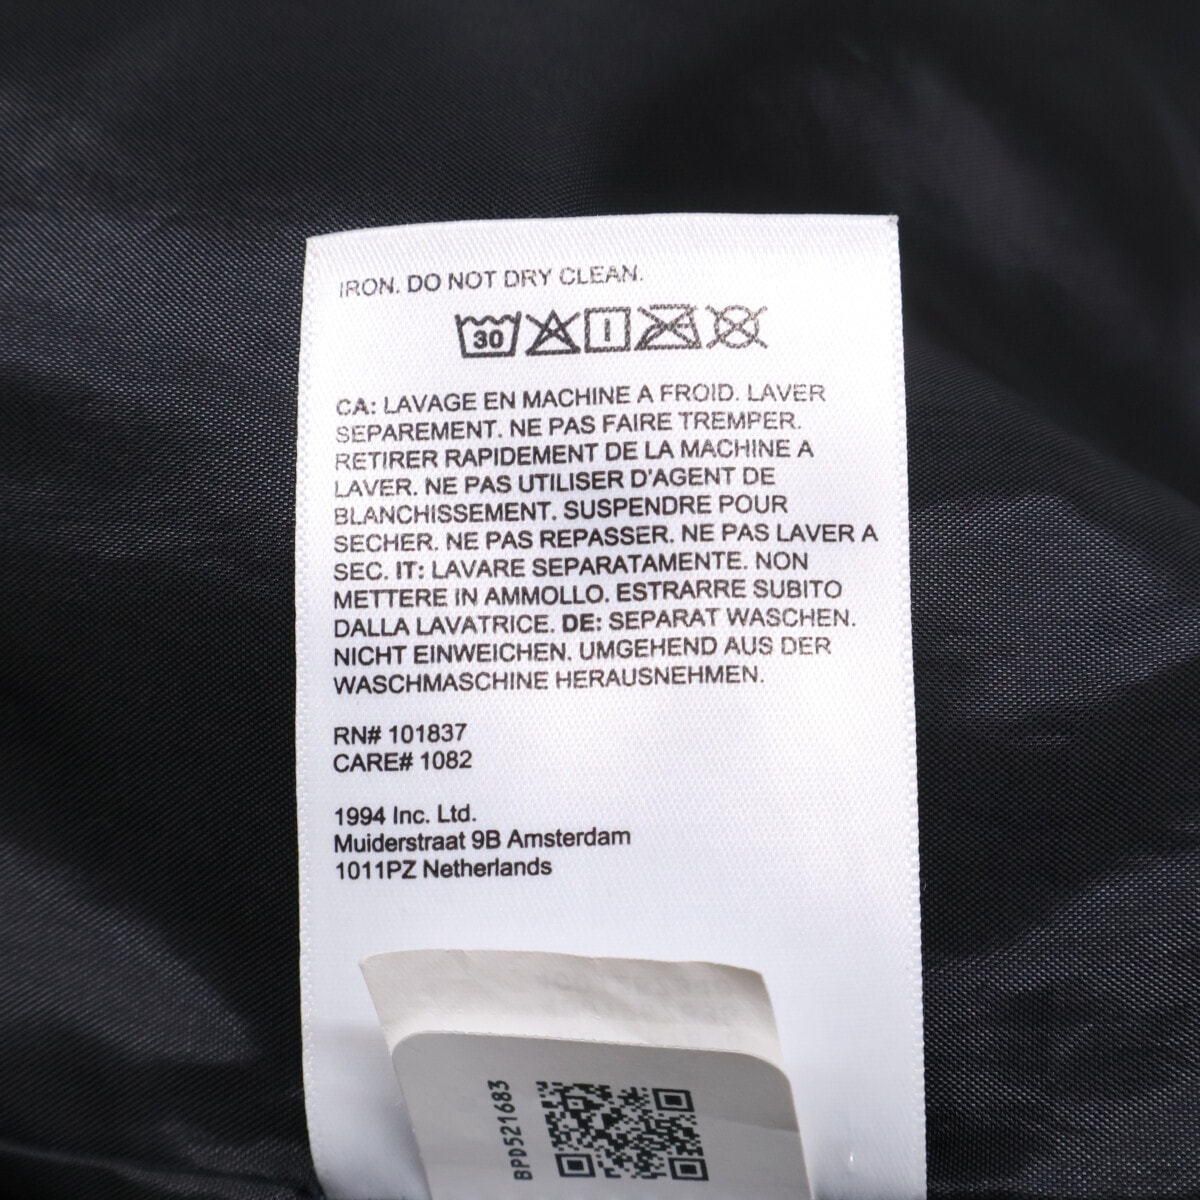 IRON. DO NOT DRY CLEAN.
30
CA: LAVAGE EN MACHINE A FROID. LAVER
SEPAREMENT. NE PAS FAIRE TREMPER.
RETIRER RAPIDEMENT DE LA MACHINE A
LAVER. NE PAS UTILISER D'AGENT DE
BLANCHISSEMENT. SUSPENDRE POUR
SECHER. NE PAS REPASSER. NE PAS LAVER A
SEC. IT: LAVARE SEPARATAMENTE. NON
METTERE IN AMMOLLO. ESTRARRE SUBITO
DALLA LAVATRICE. DE: SEPARAT WASCHEN.
NICHT EINWEICHEN. UMGEHEND AUS DER
WASCHMASCHINE HERAUSNEHMEN.
RN# 101837
CARE# 1082
1994 Inc. Ltd.
Muiderstraat 9B Amsterdam
1011PZ Netherlands
BPD521683